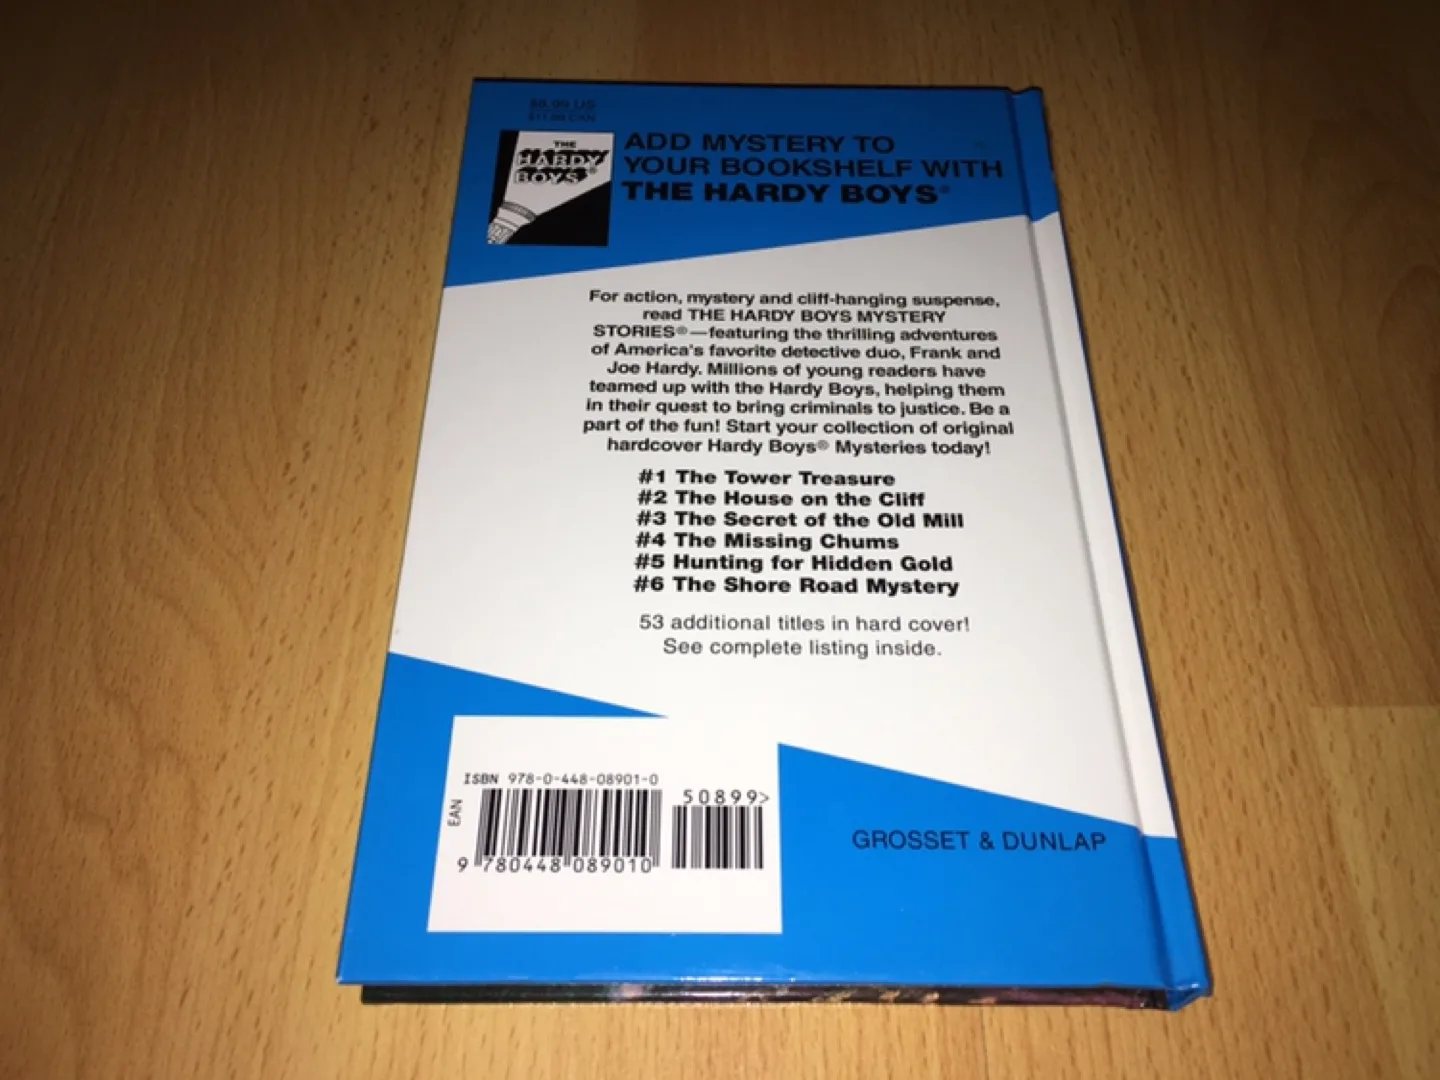 $8.99 US
$11.99 CAN
THE
HARDY
BOYS®
ADD MYSTERY TO
YOUR BOOKSHELF WITH
THE HARDY BOYS®
For action, mystery and cliff-hanging suspense,
read THE HARDY BOYS MYSTERY
STORIES®—featuring the thrilling adventures
of America's favorite detective duo, Frank and
Joe Hardy. Millions of young readers have
teamed up with the Hardy Boys, helping them
in their quest to bring criminals to justice. Be a
part of the fun! Start your collection of original
hardcover Hardy Boys® Mysteries today!
#1 The Tower Treasure
#2 The House on the Cliff
#3 The Secret of the Old Mill
#4 The Missing Chums
#5 Hunting for Hidden Gold
#6 The Shore Road Mystery
53 additional titles in hard cover!
See complete listing inside.
ISBN 978-0-448-08901-0
50899>
EAN
9 780448 089010
GROSSET & DUNLAP